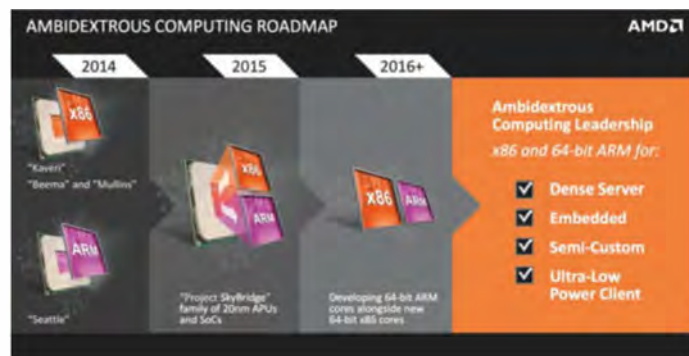 AMBIDEXTROUS COMPUTING ROADMAP
AMD
2014
2015
2016+
x86
"Kaveri"
"Beema" and "Mullins"
ARM
"Seattle"
x86
ARM
"Project SkyBridge"
family of 20nm APUs
and SoCs
x86
ARM
Developing 64-bit ARM
cores alongside new
64-bit x86 cores
Ambidextrous
Computing Leadership
x86 and 64-bit ARM for:
Dense Server
Embedded
Semi-Custom
Ultra-Low
Power Client